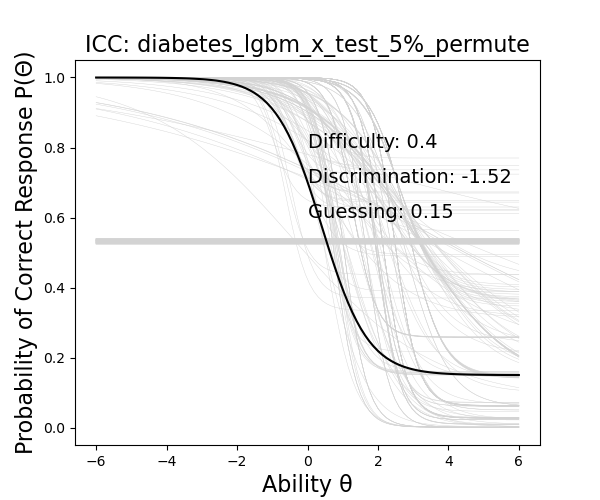 ICC: diabetes_lgbm_x_test_5%_permute
Probability of Correct Response P(Θ)
1.0
0.8
0.6
0.4
0.2
0.0
Difficulty: 0.4
Discrimination: -1.52
Guessing: 0.15
−6
−4
−2
0
2
4
6
Ability θ